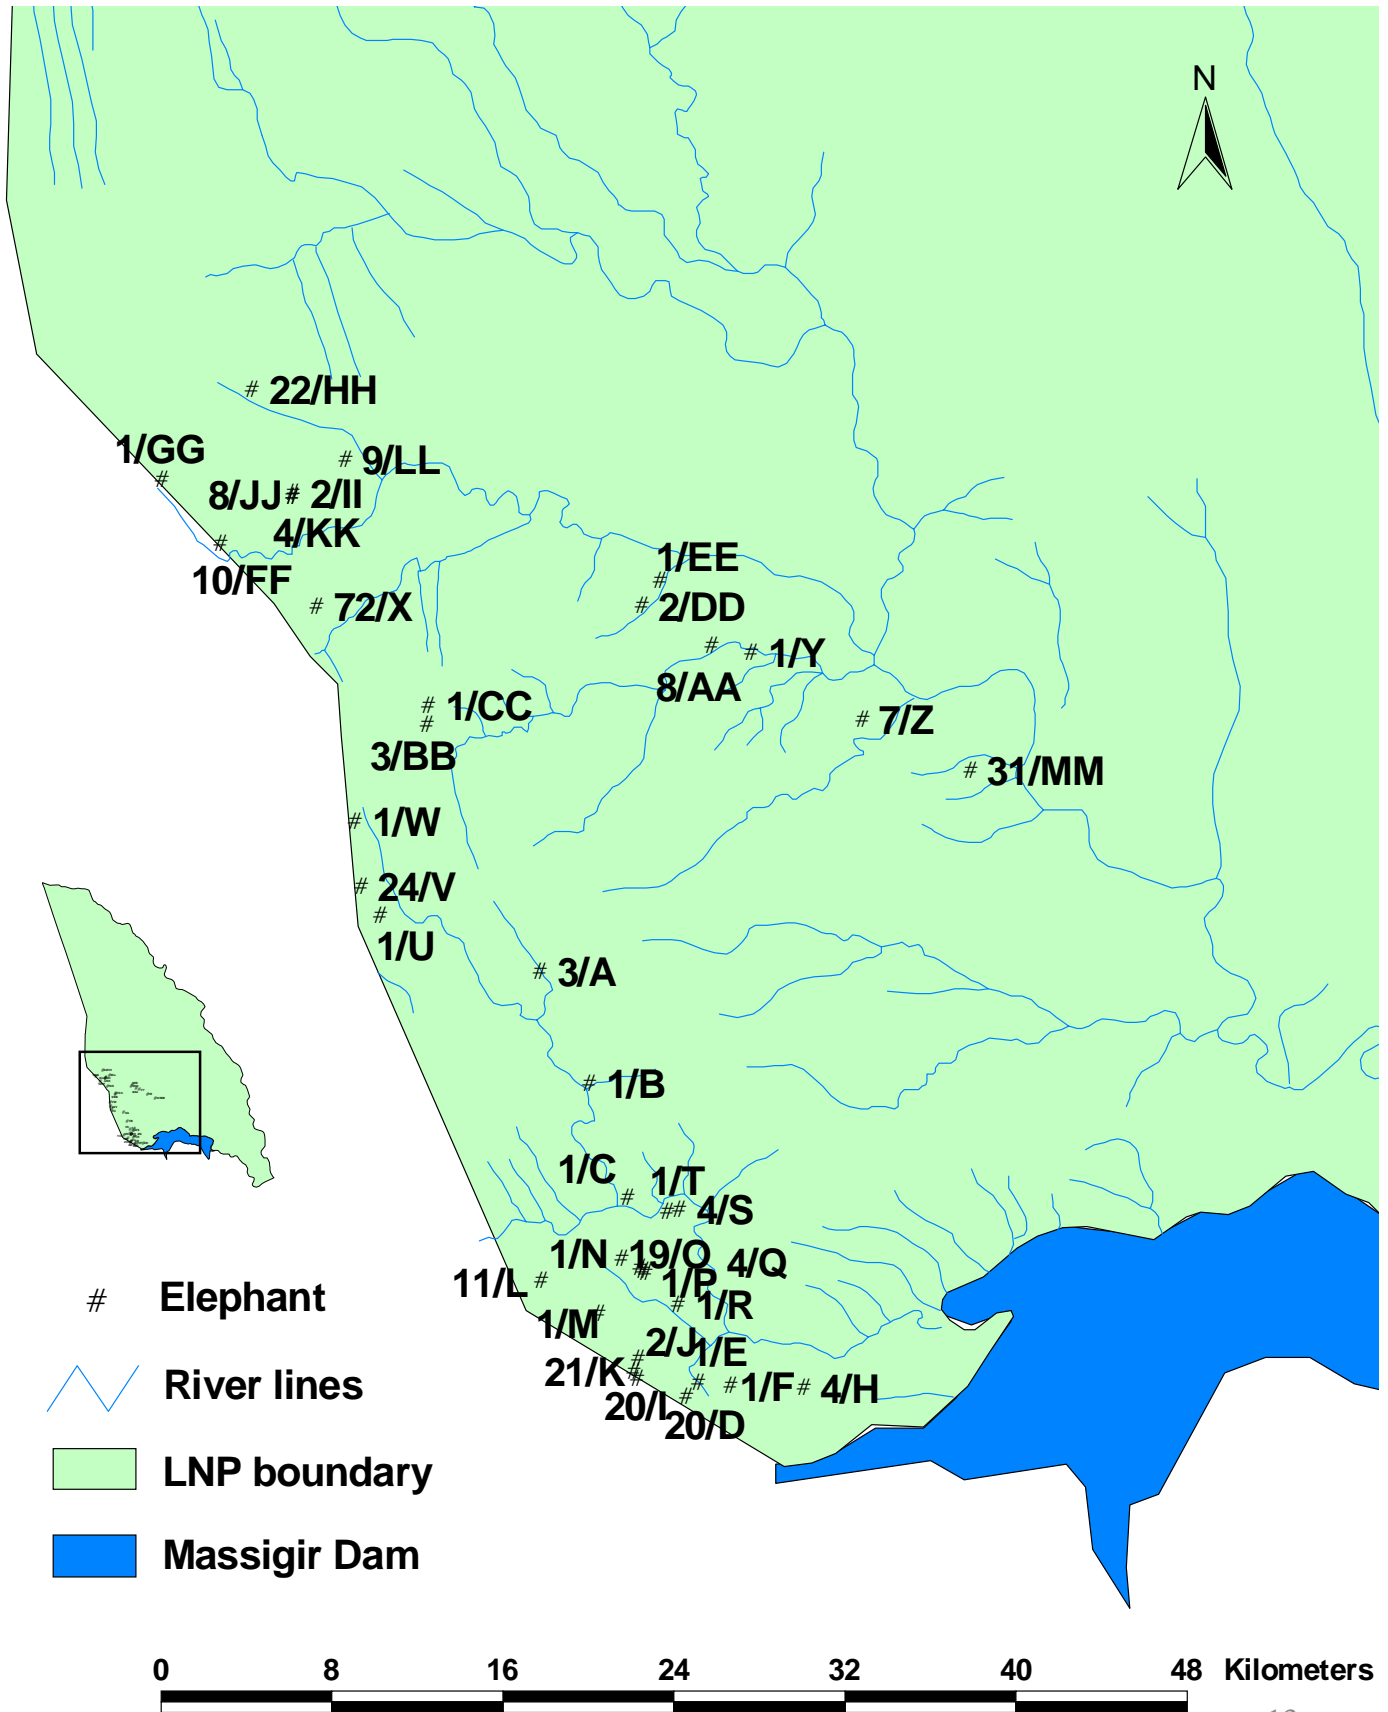 N
22/HH
1/GG
9/LL
8/JJ
2/II
4/KK
1/EE
10/FF
72/X
2/DD
1/Y
8/AA
1/CC
7/Z
3/BB
31/MM
1/W
24/V
1/U
3/A
1/B
1/C
1/T
4/S
1/N
19/O
4/Q
11/L
1/P
1/R
1/M
2/J
1/E
21/K
1/F
4/H
20/I
20/D
Elephant
River lines
LNP boundary
Massigir Dam
0 8 16 24 32 40 48 Kilometers